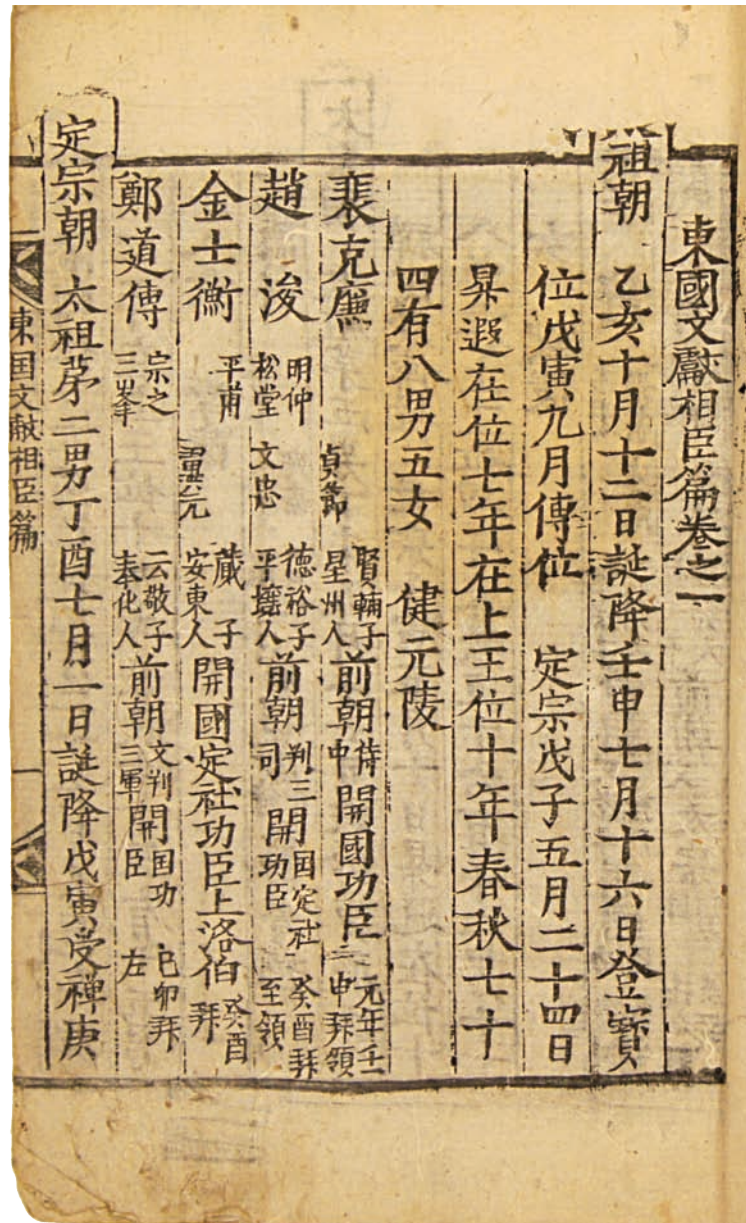 東國文獻相臣篇卷之一
祖朝 乙亥十月十二日誕降壬申七月十六日登寶
位戊寅九月傳位 定宗戊子五月二十四日
昇遐在位七年在上王位十年春秋七十
四有八男五女 健元陵
裴克廉 貞節 賢輔子 星州人 前朝 侍中 開國功臣 元年壬申拜領
趙浚 明仲 松堂 文忠 德裕子 平壤人 前朝 判三司 開 国定社功臣 癸酉拜 至領
金士衡 平甫 翼元 蕆子 安東人 開國定社功臣上洛伯 癸酉拜
鄭道傳 宗之 三峯 云敬子 奉化人 前朝 文判三軍 開 国功臣 己卯拜 左
定宗朝 太祖苐二男丁酉七月一日誕降戊寅受禪庚
東国文献相臣篇